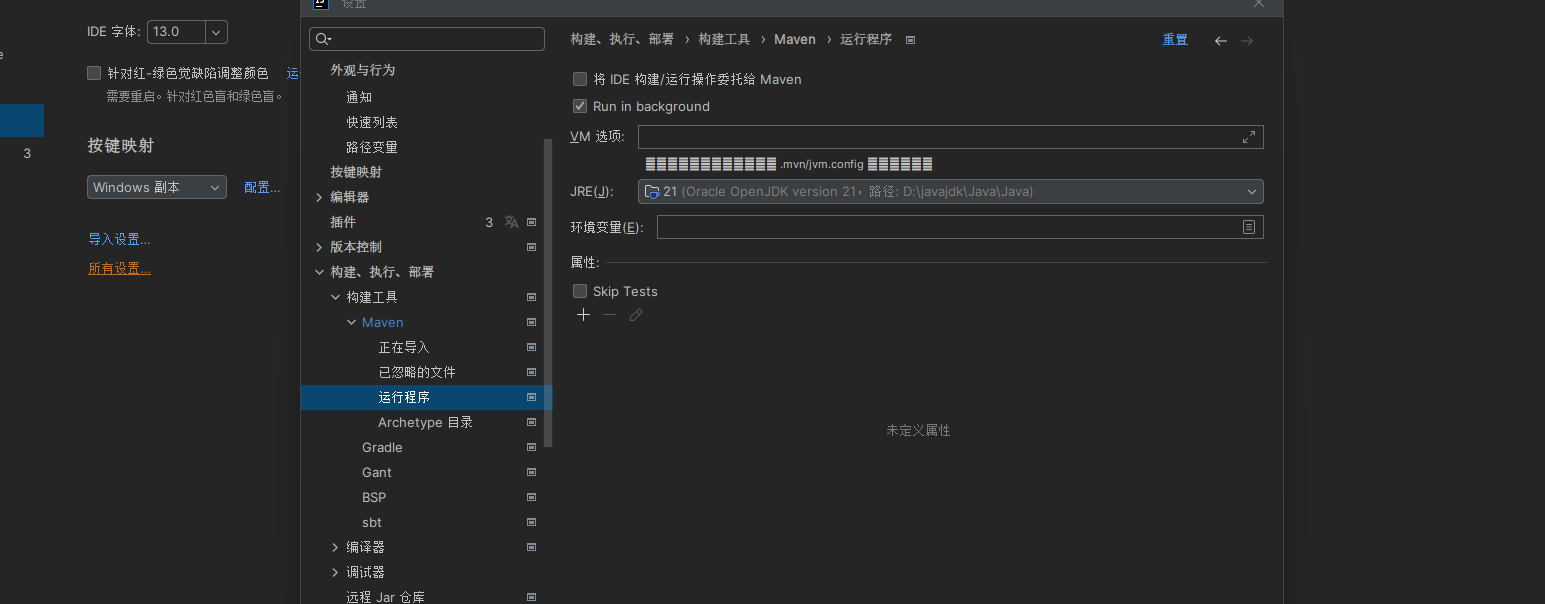 设置
IDE 字体: 13.0
e
针对红-绿色觉缺陷调整颜色 运
需要重启。针对红色盲和绿色盲。
3
按键映射
Windows 副本 配置...
导入设置...
所有设置...
外观与行为
通知
快速列表
路径变量
按键映射
编辑器
插件 3
版本控制
构建、执行、部署
构建工具
Maven
正在导入
已忽略的文件
运行程序
Archetype 目录
Gradle
Gant
BSP
sbt
编译器
调试器
远程 Jar 仓库
构建、执行、部署 › 构建工具 › Maven › 运行程序 重置
将 IDE 构建/运行操作委托给 Maven
Run in background
VM 选项:
.mvn/jvm.config
JRE(J): 21 (Oracle OpenJDK version 21, 路径: D:\javajdk\Java\Java)
环境变量(E):
属性:
Skip Tests
未定义属性